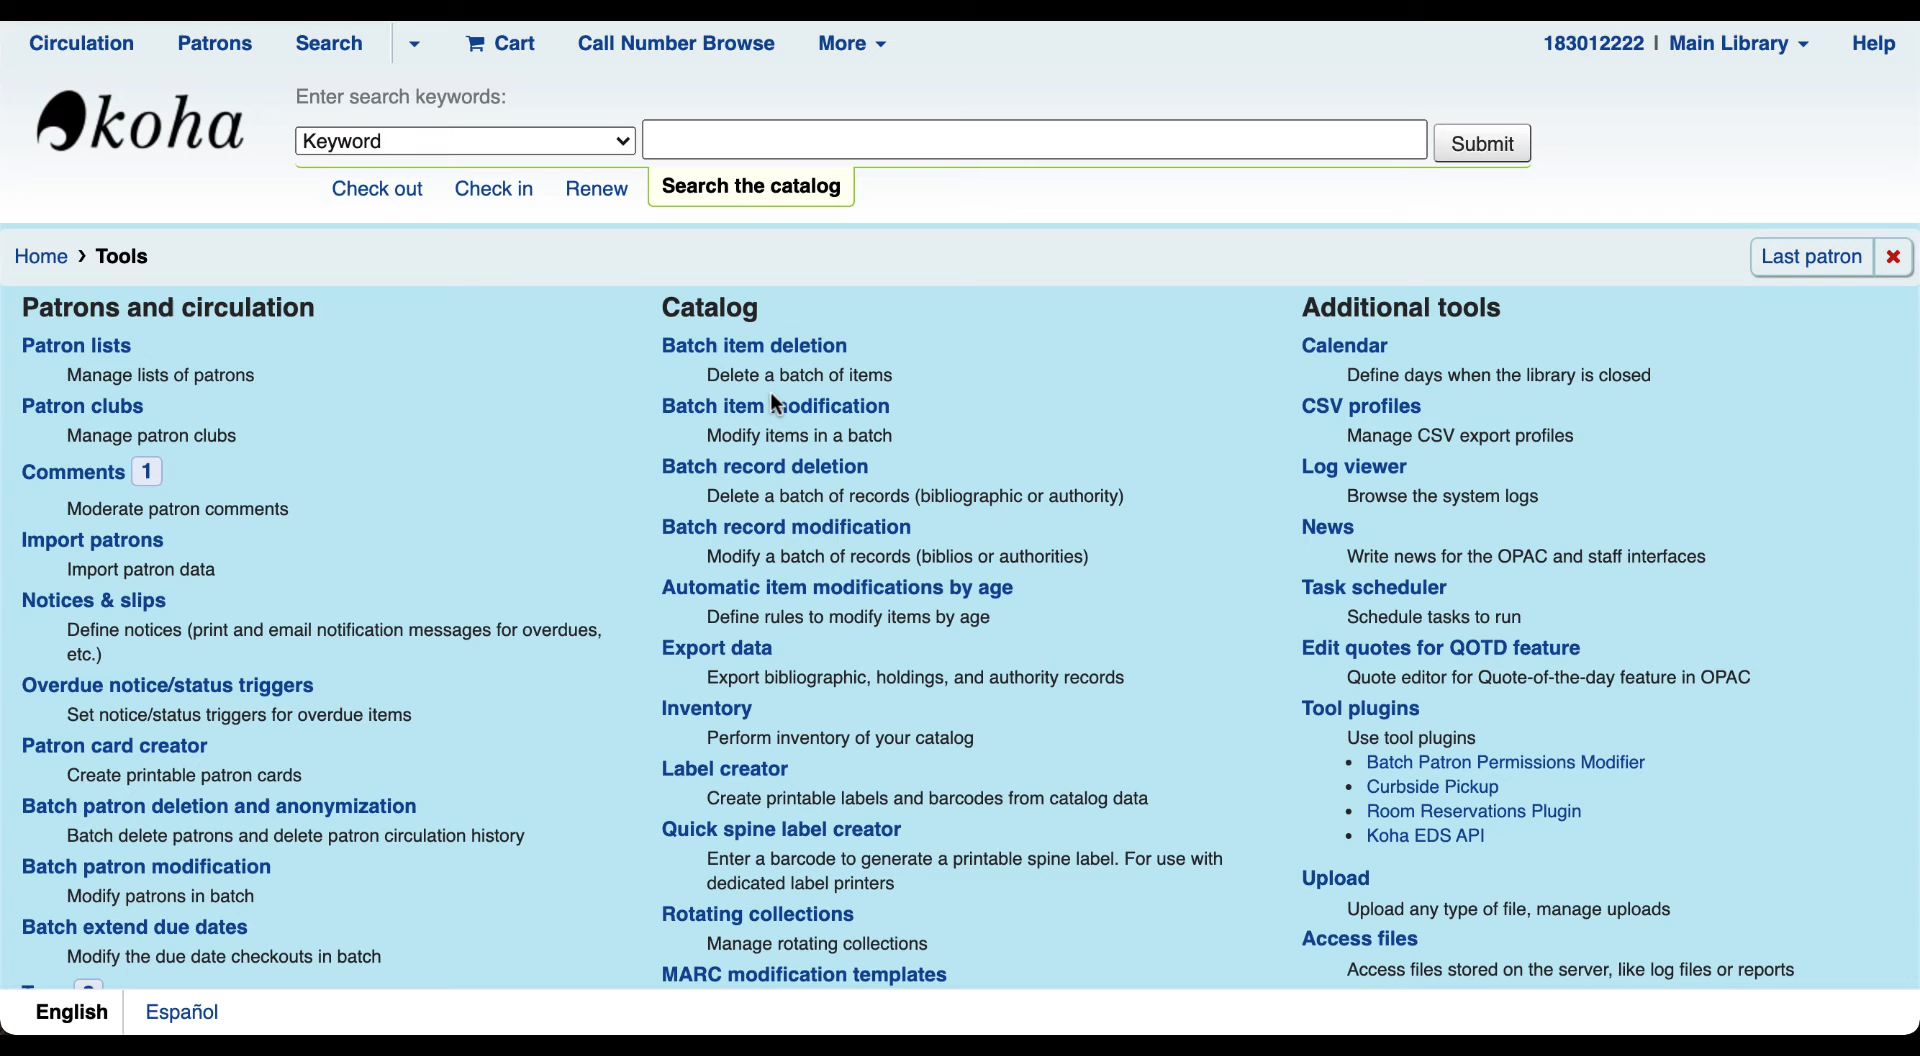 Circulation Patrons Search Cart Call Number Browse More 183012222 | Main Library Help
koha
Enter search keywords:
Keyword Submit
Check out Check in Renew Search the catalog
Home › Tools Last patron
Patrons and circulation
Patron lists
Manage lists of patrons
Patron clubs
Manage patron clubs
Comments 1
Moderate patron comments
Import patrons
Import patron data
Notices & slips
Define notices (print and email notification messages for overdues,
etc.)
Overdue notice/status triggers
Set notice/status triggers for overdue items
Patron card creator
Create printable patron cards
Batch patron deletion and anonymization
Batch delete patrons and delete patron circulation history
Batch patron modification
Modify patrons in batch
Batch extend due dates
Modify the due date checkouts in batch
Catalog
Batch item deletion
Delete a batch of items
Batch item modification
Modify items in a batch
Batch record deletion
Delete a batch of records (bibliographic or authority)
Batch record modification
Modify a batch of records (biblios or authorities)
Automatic item modifications by age
Define rules to modify items by age
Export data
Export bibliographic, holdings, and authority records
Inventory
Perform inventory of your catalog
Label creator
Create printable labels and barcodes from catalog data
Quick spine label creator
Enter a barcode to generate a printable spine label. For use with
dedicated label printers
Rotating collections
Manage rotating collections
MARC modification templates
Additional tools
Calendar
Define days when the library is closed
CSV profiles
Manage CSV export profiles
Log viewer
Browse the system logs
News
Write news for the OPAC and staff interfaces
Task scheduler
Schedule tasks to run
Edit quotes for QOTD feature
Quote editor for Quote-of-the-day feature in OPAC
Tool plugins
Use tool plugins
• Batch Patron Permissions Modifier
• Curbside Pickup
• Room Reservations Plugin
• Koha EDS API
Upload
Upload any type of file, manage uploads
Access files
Access files stored on the server, like log files or reports
English Español